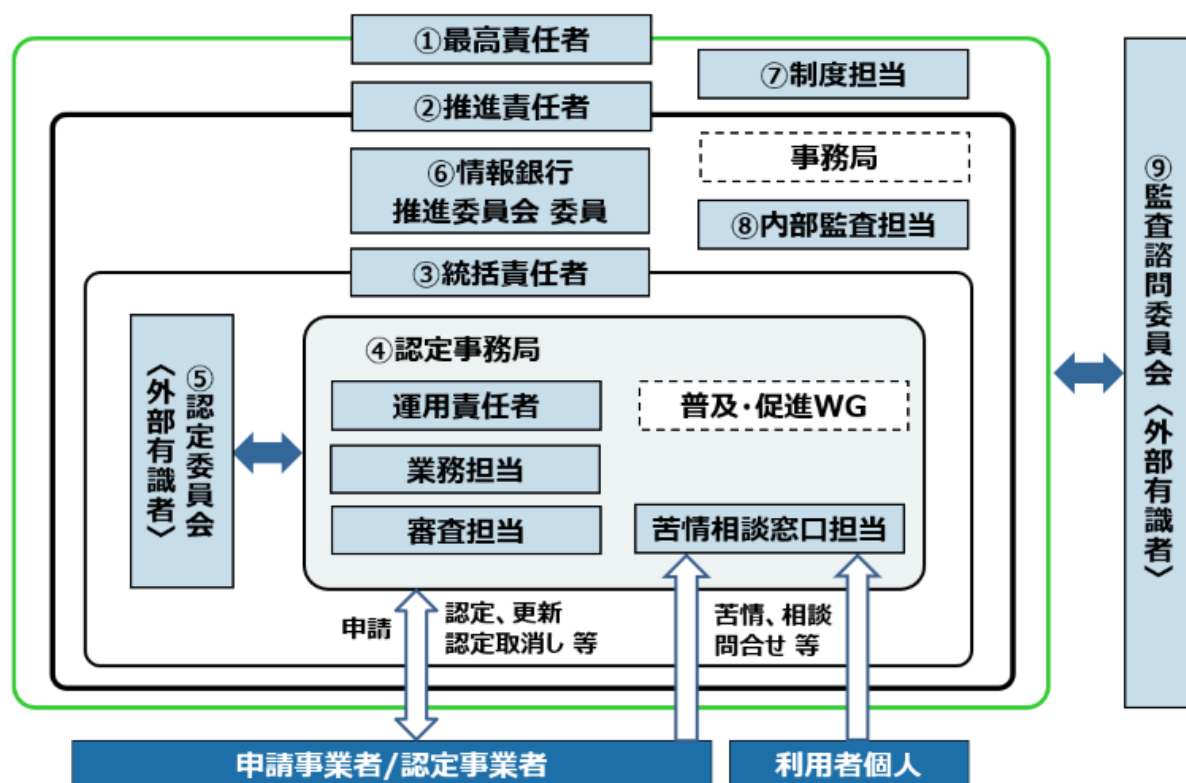 ①最高責任者
⑦制度担当
②推進責任者
事務局
⑥情報銀行
推進委員会 委員
⑧内部監査担当
③統括責任者
⑨監査諮問委員会〈外部有識者〉
⑤認定委員会
〈外部有識者〉
④認定事務局
運用責任者
普及・促進WG
業務担当
審査担当
苦情相談窓口担当
申請
認定、更新
認定取消し 等
苦情、相談
問合せ 等
申請事業者/認定事業者
利用者個人